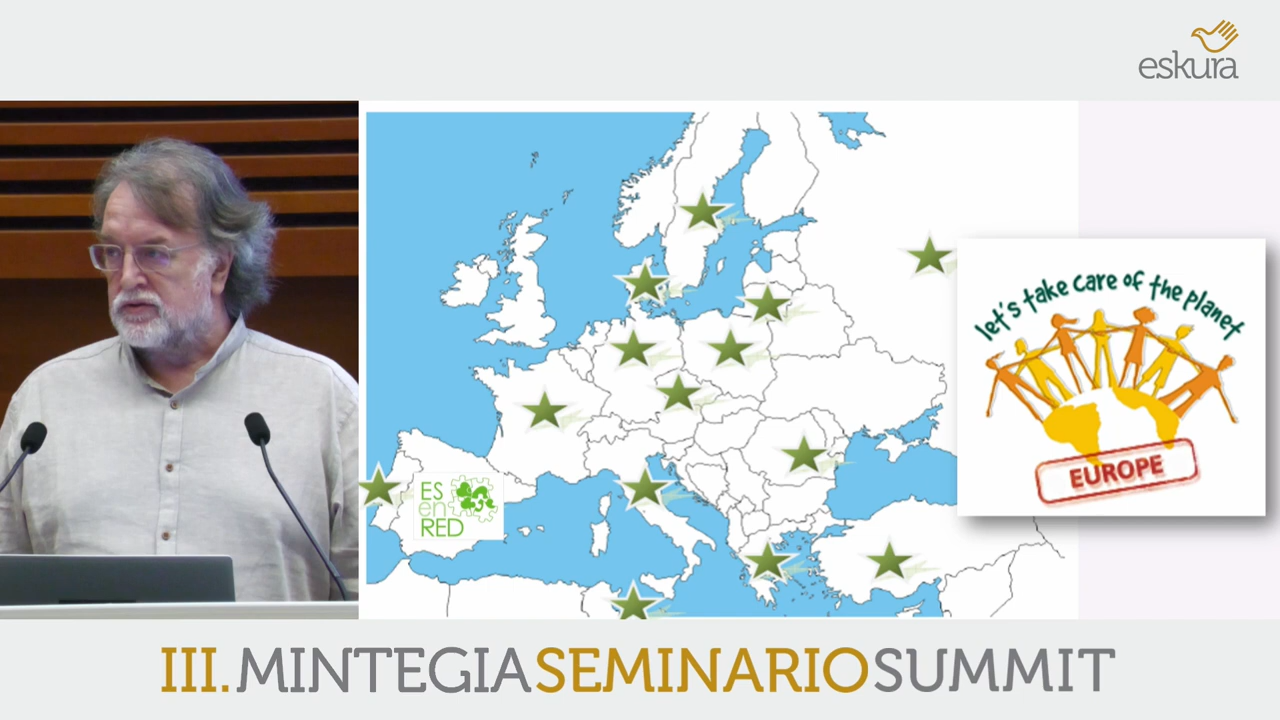 eskura
let's take care of the planet
EUROPE
ES
en
RED
III.MINTEGIASEMINARIOSUMMIT